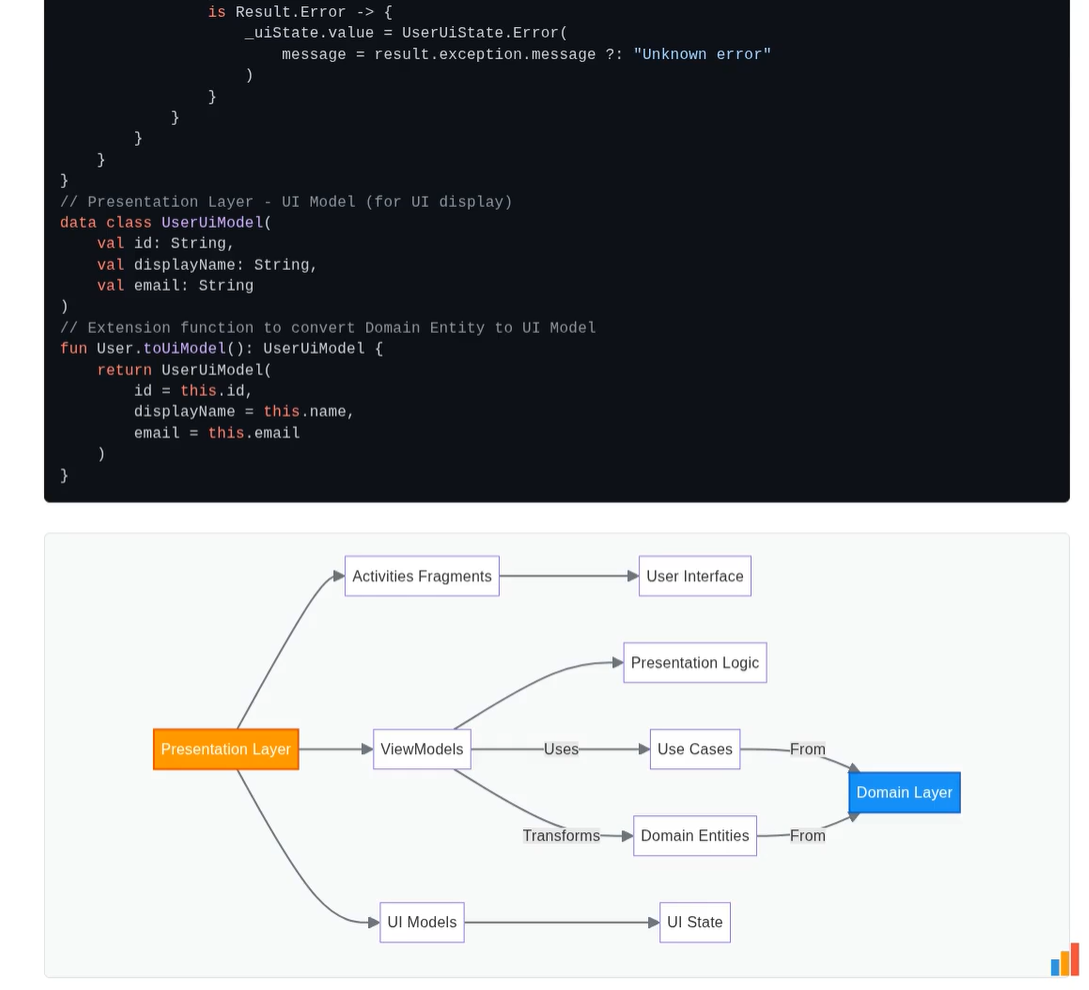 is Result.Error -> {
_uiState.value = UserUiState.Error(
message = result.exception.message ?: "Unknown error"
)
}
}
}
}
}
// Presentation Layer - UI Model (for UI display)
data class UserUiModel(
val id: String,
val displayName: String,
val email: String
)
// Extension function to convert Domain Entity to UI Model
fun User.toUiModel(): UserUiModel {
return UserUiModel(
id = this.id,
displayName = this.name,
email = this.email
)
}
Activities Fragments
User Interface
Presentation Logic
Presentation Layer
ViewModels
Uses
Use Cases
From
Domain Layer
Transforms
Domain Entities
From
UI Models
UI State